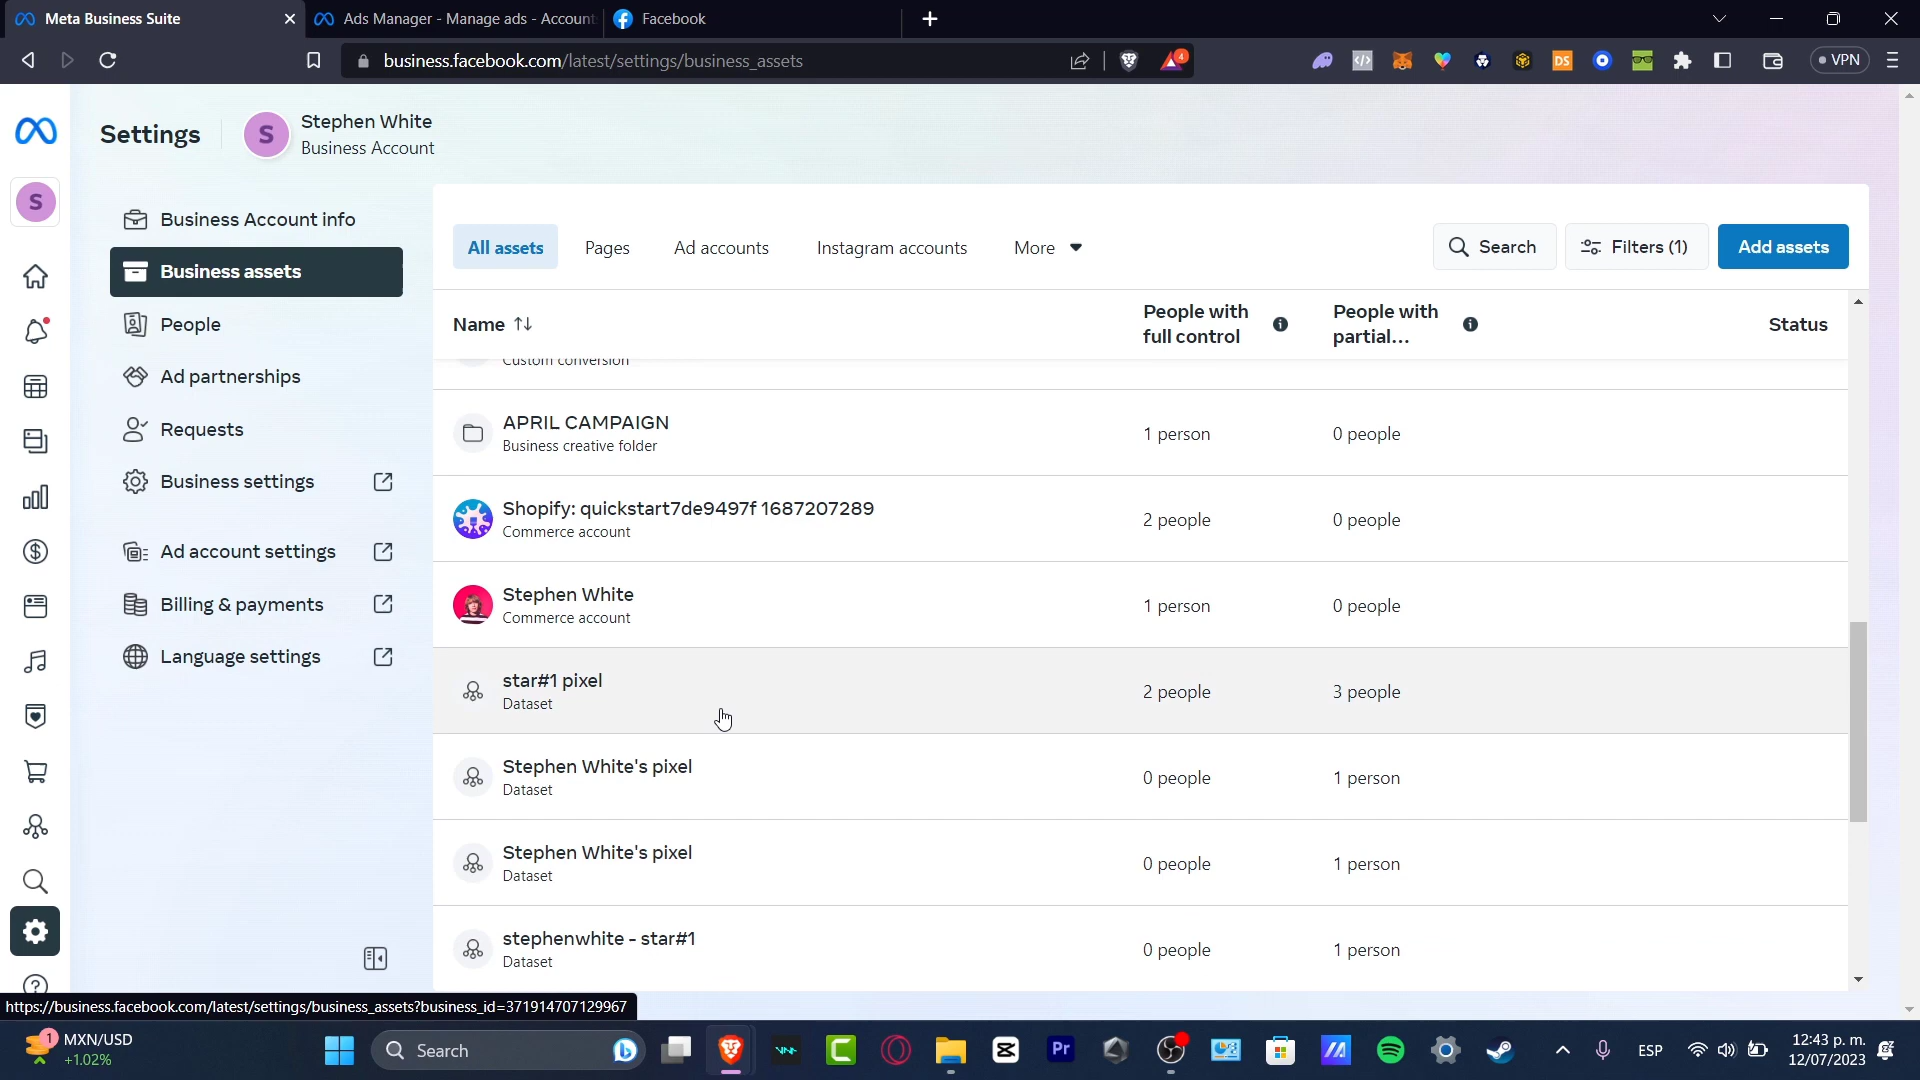 Meta Business Suite
Ads Manager - Manage ads - Account
Facebook
business.facebook.com/latest/settings/business_assets
4
DS
VPN
Settings
S
Stephen White
Business Account
S
Business Account info
Business assets
People
Ad partnerships
Requests
Business settings
Ad account settings
Billing & payments
Language settings
All assets
Pages
Ad accounts
Instagram accounts
More
Search
Filters (1)
Add assets
Name
People with
full control
People with
partial...
Status
Custom conversion
APRIL CAMPAIGN
Business creative folder
1 person
0 people
Shopify: quickstart7de9497f 1687207289
Commerce account
2 people
0 people
Stephen White
Commerce account
1 person
0 people
star#1 pixel
Dataset
2 people
3 people
Stephen White's pixel
Dataset
0 people
1 person
Stephen White's pixel
Dataset
0 people
1 person
stephenwhite - star#1
Dataset
0 people
1 person
https://business.facebook.com/latest/settings/business_assets?business_id=371914707129967
1
MXN/USD
+1.02%
Search
Pr
ESP
12:43 p. m.
12/07/2023